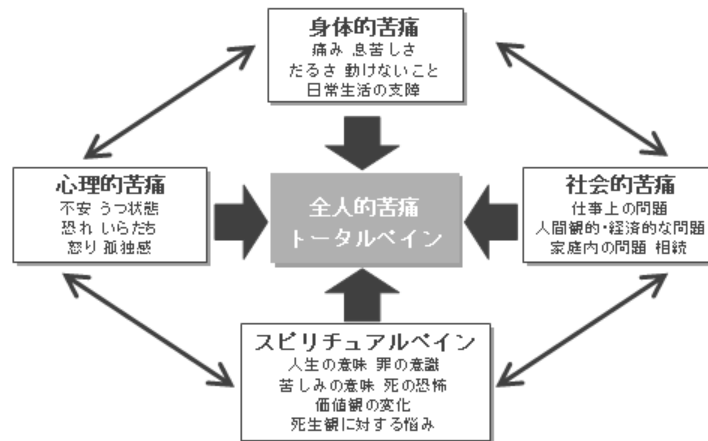 身体的苦痛
痛み 息苦しさ
だるさ 動けないこと
日常生活の支障
心理的苦痛
不安 うつ状態
恐れ いらだち
怒り 孤独感
全人的苦痛
トータルペイン
社会的苦痛
仕事上の問題
人間観的・経済的な問題
家庭内の問題 相続
スピリチュアルペイン
人生の意味 罪の意識
苦しみの意味 死の恐怖
価値観の変化
死生観に対する悩み